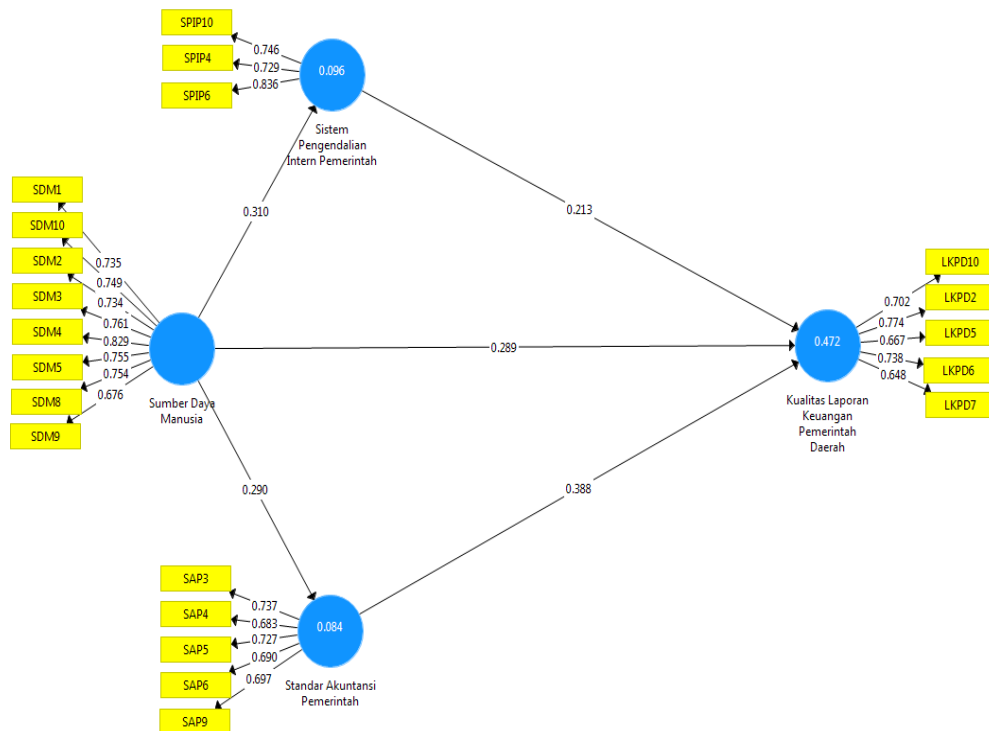 SPIP10
SPIP4
SPIP6
0.746
0.729
0.836
0.096
Sistem
Pengendalian
Intern Pemerintah
0.310
0.213
SDM1
SDM10
SDM2
SDM3
SDM4
SDM5
SDM8
SDM9
0.735
0.749
0.734
0.761
0.829
0.755
0.754
0.676
Sumber Daya
Manusia
0.289
0.472
Kualitas Laporan
Keuangan
Pemerintah
Daerah
0.702
0.774
0.667
0.738
0.648
LKPD10
LKPD2
LKPD5
LKPD6
LKPD7
0.290
0.388
SAP3
SAP4
SAP5
SAP6
SAP9
0.737
0.683
0.727
0.690
0.697
0.084
Standar Akuntansi
Pemerintah